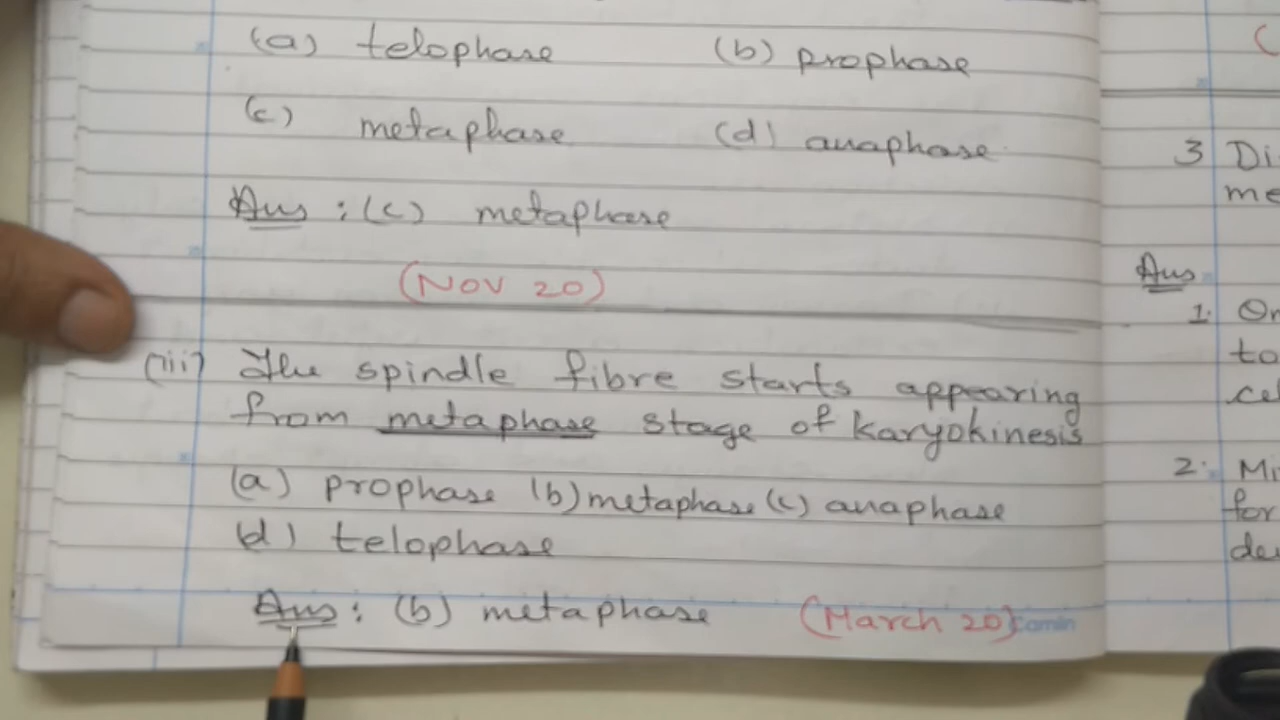 (a) telophase (b) prophase
(c) metaphase (d) anaphase
Ans : (c) metaphase
(Nov 20)
(iii) The spindle fibre starts appearing
from metaphase stage of karyokinesis
(a) prophase (b) metaphase (c) anaphase
(d) telophase
Ans : (b) metaphase (March 20)
3 Di
me
Ans
1. On
to
cel
2. Mi
for
de